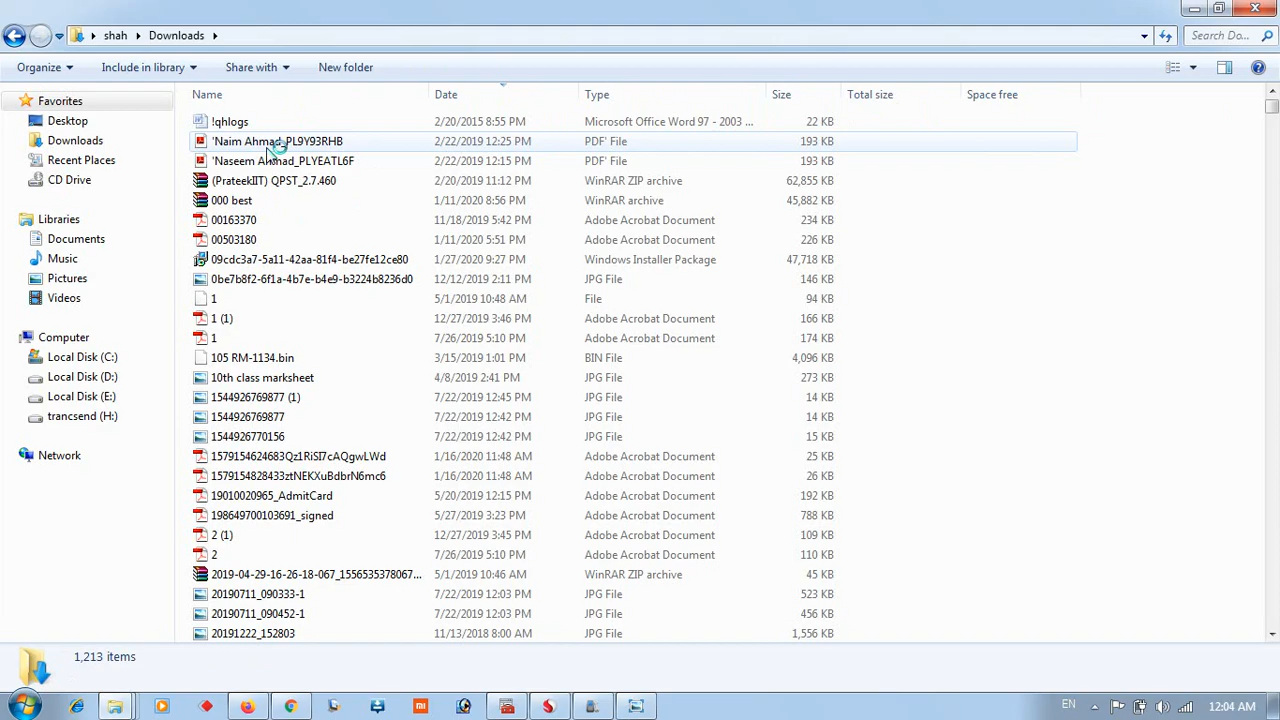 shah Downloads Search Do...
Organize Include in library Share with New folder
Favorites
Desktop
Downloads
Recent Places
CD Drive
Libraries
Documents
Music
Pictures
Videos
Computer
Local Disk (C:)
Local Disk (D:)
Local Disk (E:)
trancsend (H:)
Network
Name Date Type Size Total size Space free
!qhlogs 2/20/2015 8:55 PM Microsoft Office Word 97 - 2003 ... 22 KB
'Naim Ahmad_PL9Y93RHB 2/22/2019 12:25 PM PDF' File 193 KB
'Naseem Ahmad_PLYEATL6F 2/22/2019 12:15 PM PDF' File 193 KB
(PrateekIIT) QPST_2.7.460 2/20/2019 11:12 PM WinRAR ZIP archive 62,855 KB
000 best 1/11/2020 8:56 PM WinRAR archive 45,882 KB
00163370 11/18/2019 5:42 PM Adobe Acrobat Document 234 KB
00503180 1/11/2020 5:51 PM Adobe Acrobat Document 226 KB
09cdc3a7-5a11-42aa-81f4-be27fe12ce80 1/27/2020 9:27 PM Windows Installer Package 47,718 KB
0be7b8f2-6f1a-4b7e-b4e9-b3224b8236d0 12/12/2019 2:11 PM JPG File 146 KB
1 5/1/2019 10:48 AM File 94 KB
1 (1) 12/27/2019 3:46 PM Adobe Acrobat Document 166 KB
1 7/26/2019 5:10 PM Adobe Acrobat Document 174 KB
105 RM-1134.bin 3/15/2019 1:01 PM BIN File 4,096 KB
10th class marksheet 4/8/2019 2:41 PM JPG File 273 KB
1544926769877 (1) 7/22/2019 12:45 PM JPG File 14 KB
1544926769877 7/22/2019 12:42 PM JPG File 14 KB
1544926770156 7/22/2019 12:42 PM JPG File 15 KB
1579154624683Qz1RiSI7cAQgwLWd 1/16/2020 11:48 AM Adobe Acrobat Document 25 KB
1579154828433ztNEKXuBdbrN6mc6 1/16/2020 11:48 AM Adobe Acrobat Document 26 KB
19010020965_AdmitCard 5/20/2019 12:15 PM Adobe Acrobat Document 192 KB
198649700103691_signed 5/27/2019 3:23 PM Adobe Acrobat Document 788 KB
2 (1) 12/27/2019 3:45 PM Adobe Acrobat Document 109 KB
2 7/26/2019 5:10 PM Adobe Acrobat Document 110 KB
2019-04-29-16-26-18-067_1556535378067... 5/1/2019 10:46 AM WinRAR ZIP archive 45 KB
20190711_090333-1 7/22/2019 12:03 PM JPG File 523 KB
20190711_090452-1 7/22/2019 12:03 PM JPG File 456 KB
20191222_152803 11/13/2018 8:00 AM JPG File 1,556 KB
1,213 items
EN 12:04 AM